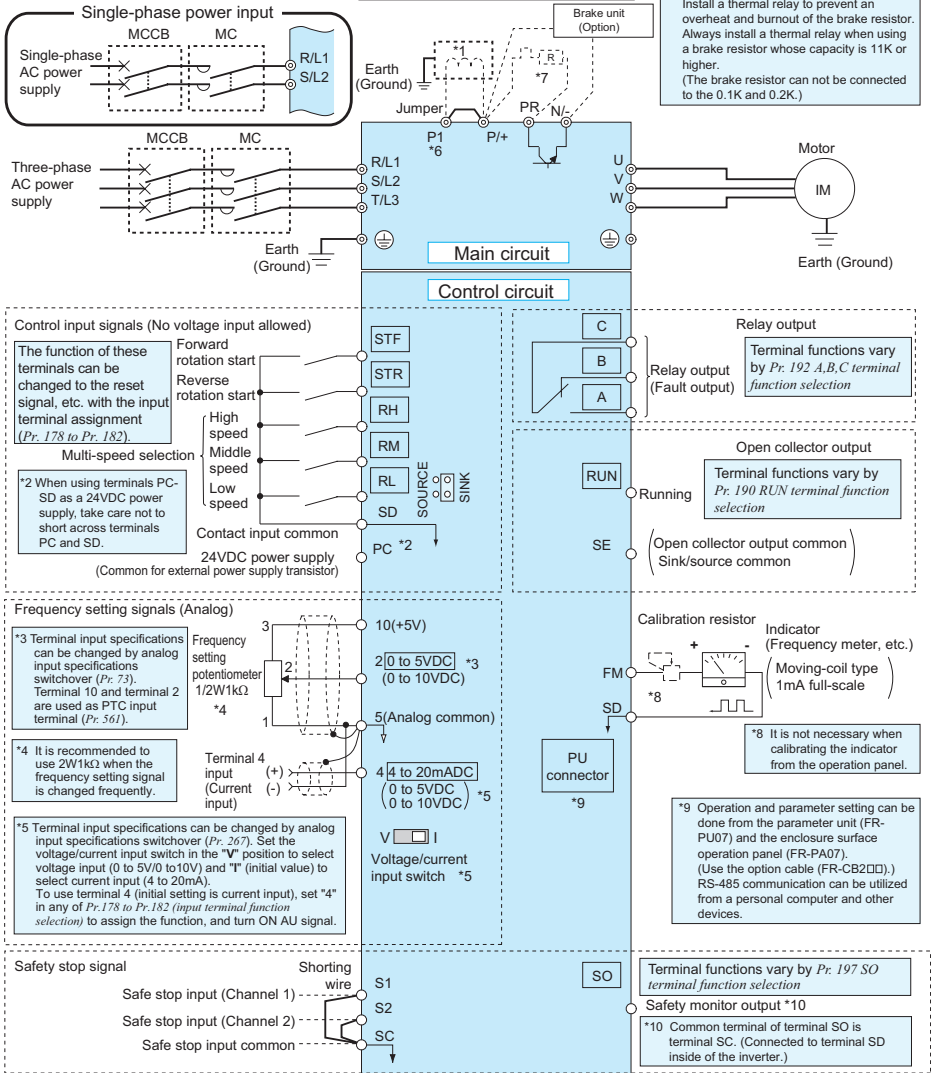 Single-phase power input
MCCB
MC
Single-phase
AC power
supply
R/L1
S/L2
Earth
(Ground)
*1
Brake unit
(Option)
R
*7
Jumper
P1
*6
P/+
PR
N/-
Install a thermal relay to prevent an
overheat and burnout of the brake resistor.
Always install a thermal relay when using
a brake resistor whose capacity is 11K or
higher.
(The brake resistor can not be connected
to the 0.1K and 0.2K.)
MCCB
MC
Three-phase
AC power
supply
R/L1
S/L2
T/L3
Earth
(Ground)
U
V
W
Motor
IM
Earth (Ground)
Main circuit
Control circuit
Control input signals (No voltage input allowed)
The function of these
terminals can be
changed to the reset
signal, etc. with the input
terminal assignment
(Pr. 178 to Pr. 182).
Forward
rotation start
Reverse
rotation start
Multi-speed selection
High
speed
Middle
speed
Low
speed
*2 When using terminals PC-
SD as a 24VDC power
supply, take care not to
short across terminals
PC and SD.
Contact input common
24VDC power supply
(Common for external power supply transistor)
STF
STR
RH
RM
RL
SD
PC *2
SOURCE
SINK
C
B
A
Relay output
Relay output
(Fault output)
Terminal functions vary
by Pr. 192 A,B,C terminal
function selection
Open collector output
RUN
Running
Terminal functions vary by
Pr. 190 RUN terminal function
selection
SE
(Open collector output common
Sink/source common)
Frequency setting signals (Analog)
*3 Terminal input specifications
can be changed by analog
input specifications
switchover (Pr. 73).
Terminal 10 and terminal 2
are used as PTC input
terminal (Pr. 561).
*4 It is recommended to
use 2W1kΩ when the
frequency setting signal
is changed frequently.
Frequency
setting
potentiometer
1/2W1kΩ
*4
3
2
1
10(+5V)
2 0 to 5VDC *3
(0 to 10VDC)
5(Analog common)
Terminal 4
input
(Current
input)
(+)
(-)
4 4 to 20mADC
(0 to 5VDC
0 to 10VDC) *5
*5 Terminal input specifications can be changed by analog
input specifications switchover (Pr. 267). Set the
voltage/current input switch in the "V" position to select
voltage input (0 to 5V/0 to10V) and "I" (initial value) to
select current input (4 to 20mA).
To use terminal 4 (initial setting is current input), set "4"
in any of Pr.178 to Pr.182 (input terminal function
selection) to assign the function, and turn ON AU signal.
V I
Voltage/current
input switch *5
Calibration resistor
+ -
Indicator
(Frequency meter, etc.)
(Moving-coil type
1mA full-scale)
FM
*8
SD
PU
connector
*9
*8 It is not necessary when
calibrating the indicator
from the operation panel.
*9 Operation and parameter setting can be
done from the parameter unit (FR-
PU07) and the enclosure surface
operation panel (FR-PA07).
(Use the option cable (FR-CB2□□).)
RS-485 communication can be utilized
from a personal computer and other
devices.
Safety stop signal
Shorting
wire
Safe stop input (Channel 1)
Safe stop input (Channel 2)
Safe stop input common
S1
S2
SC
SO
Terminal functions vary by Pr. 197 SO
terminal function selection
Safety monitor output *10
*10 Common terminal of terminal SO is
terminal SC. (Connected to terminal SD
inside of the inverter.)